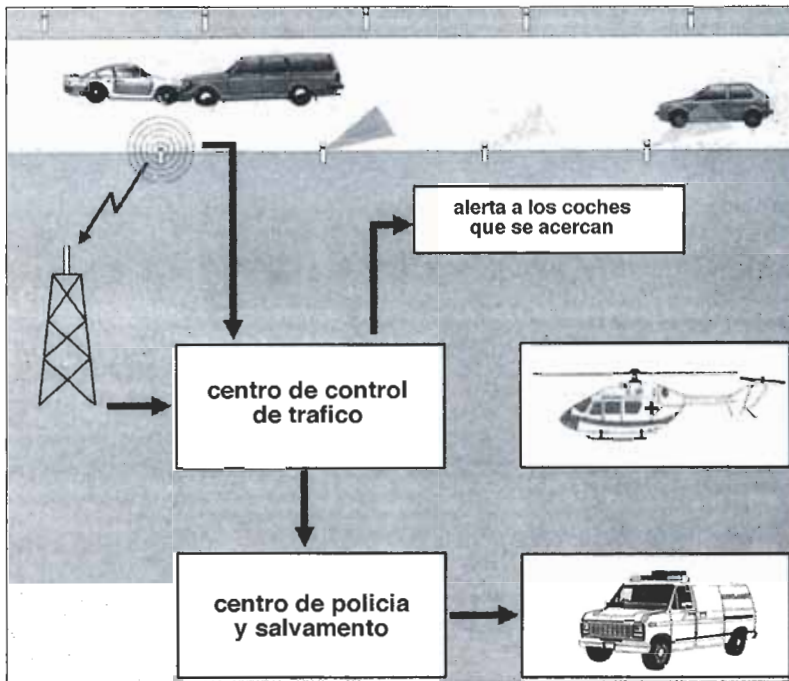 alerta a los coches
que se acercan
centro de control
de trafico
centro de policia
y salvamento